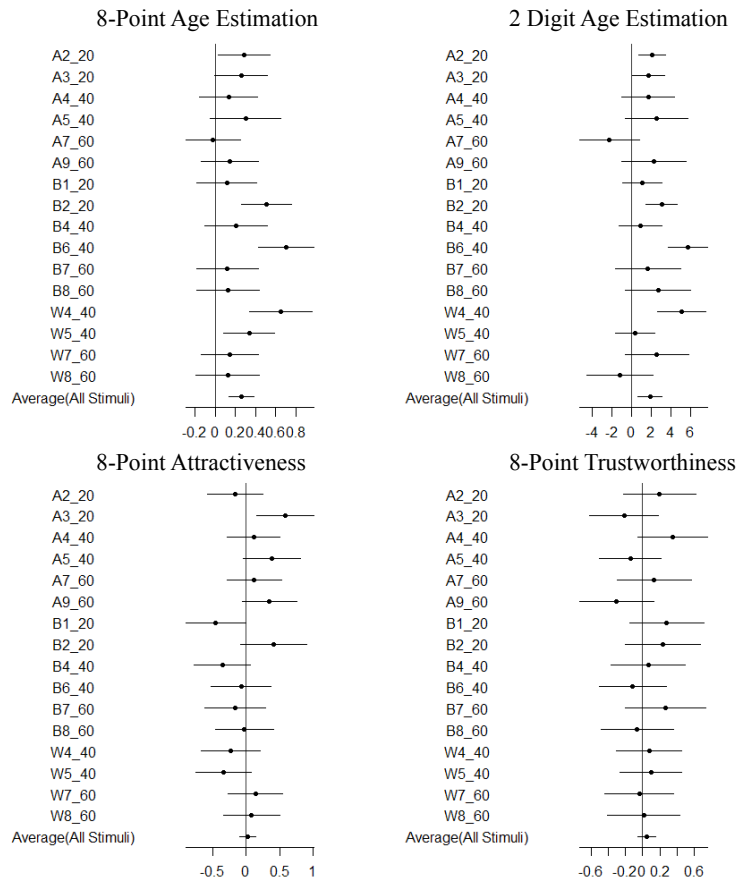 8-Point Age Estimation
A2_20
A3_20
A4_40
A5_40
A7_60
A9_60
B1_20
B2_20
B4_40
B6_40
B7_60
B8_60
W4_40
W5_40
W7_60
W8_60
Average(All Stimuli)
-0.2 0.2 0.4 0.6 0.8
2 Digit Age Estimation
A2_20
A3_20
A4_40
A5_40
A7_60
A9_60
B1_20
B2_20
B4_40
B6_40
B7_60
B8_60
W4_40
W5_40
W7_60
W8_60
Average(All Stimuli)
-4 -2 0 2 4 6
8-Point Attractiveness
A2_20
A3_20
A4_40
A5_40
A7_60
A9_60
B1_20
B2_20
B4_40
B6_40
B7_60
B8_60
W4_40
W5_40
W7_60
W8_60
Average(All Stimuli)
-0.5 0 0.5 1
8-Point Trustworthiness
A2_20
A3_20
A4_40
A5_40
A7_60
A9_60
B1_20
B2_20
B4_40
B6_40
B7_60
B8_60
W4_40
W5_40
W7_60
W8_60
Average(All Stimuli)
-0.6 -0.20 0.2 0.6